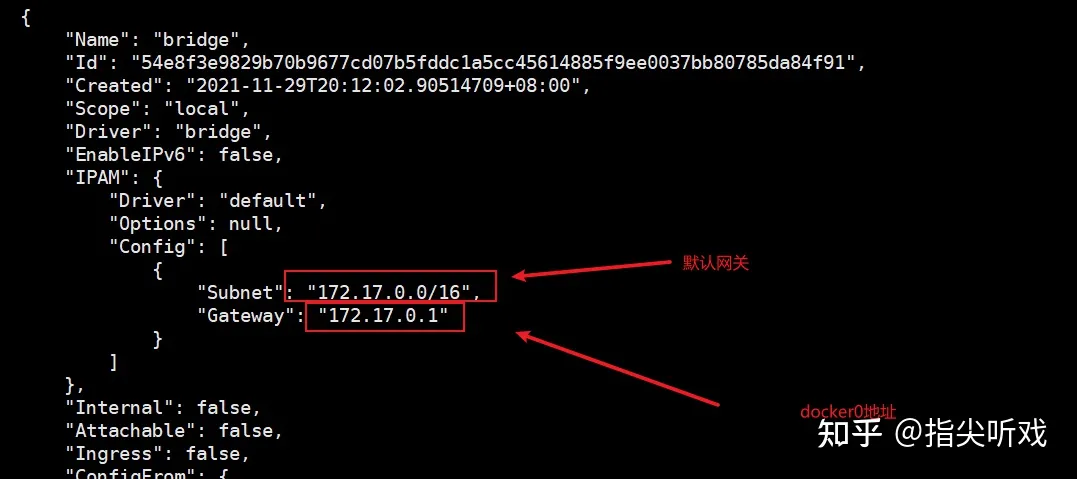 {
"Name": "bridge",
"Id": "54e8f3e9829b70b9677cd07b5fddc1a5cc45614885f9ee0037bb80785da84f91",
"Created": "2021-11-29T20:12:02.90514709+08:00",
"Scope": "local",
"Driver": "bridge",
"EnableIPv6": false,
"IPAM": {
"Driver": "default",
"Options": null,
"Config": [
{
默认网关
"Subnet": "172.17.0.0/16",
"Gateway": "172.17.0.1"
}
]
},
"Internal": false,
docker0地址
"Attachable": false,
知乎 @指尖听戏
"Ingress": false,
"ConfigFrom": {